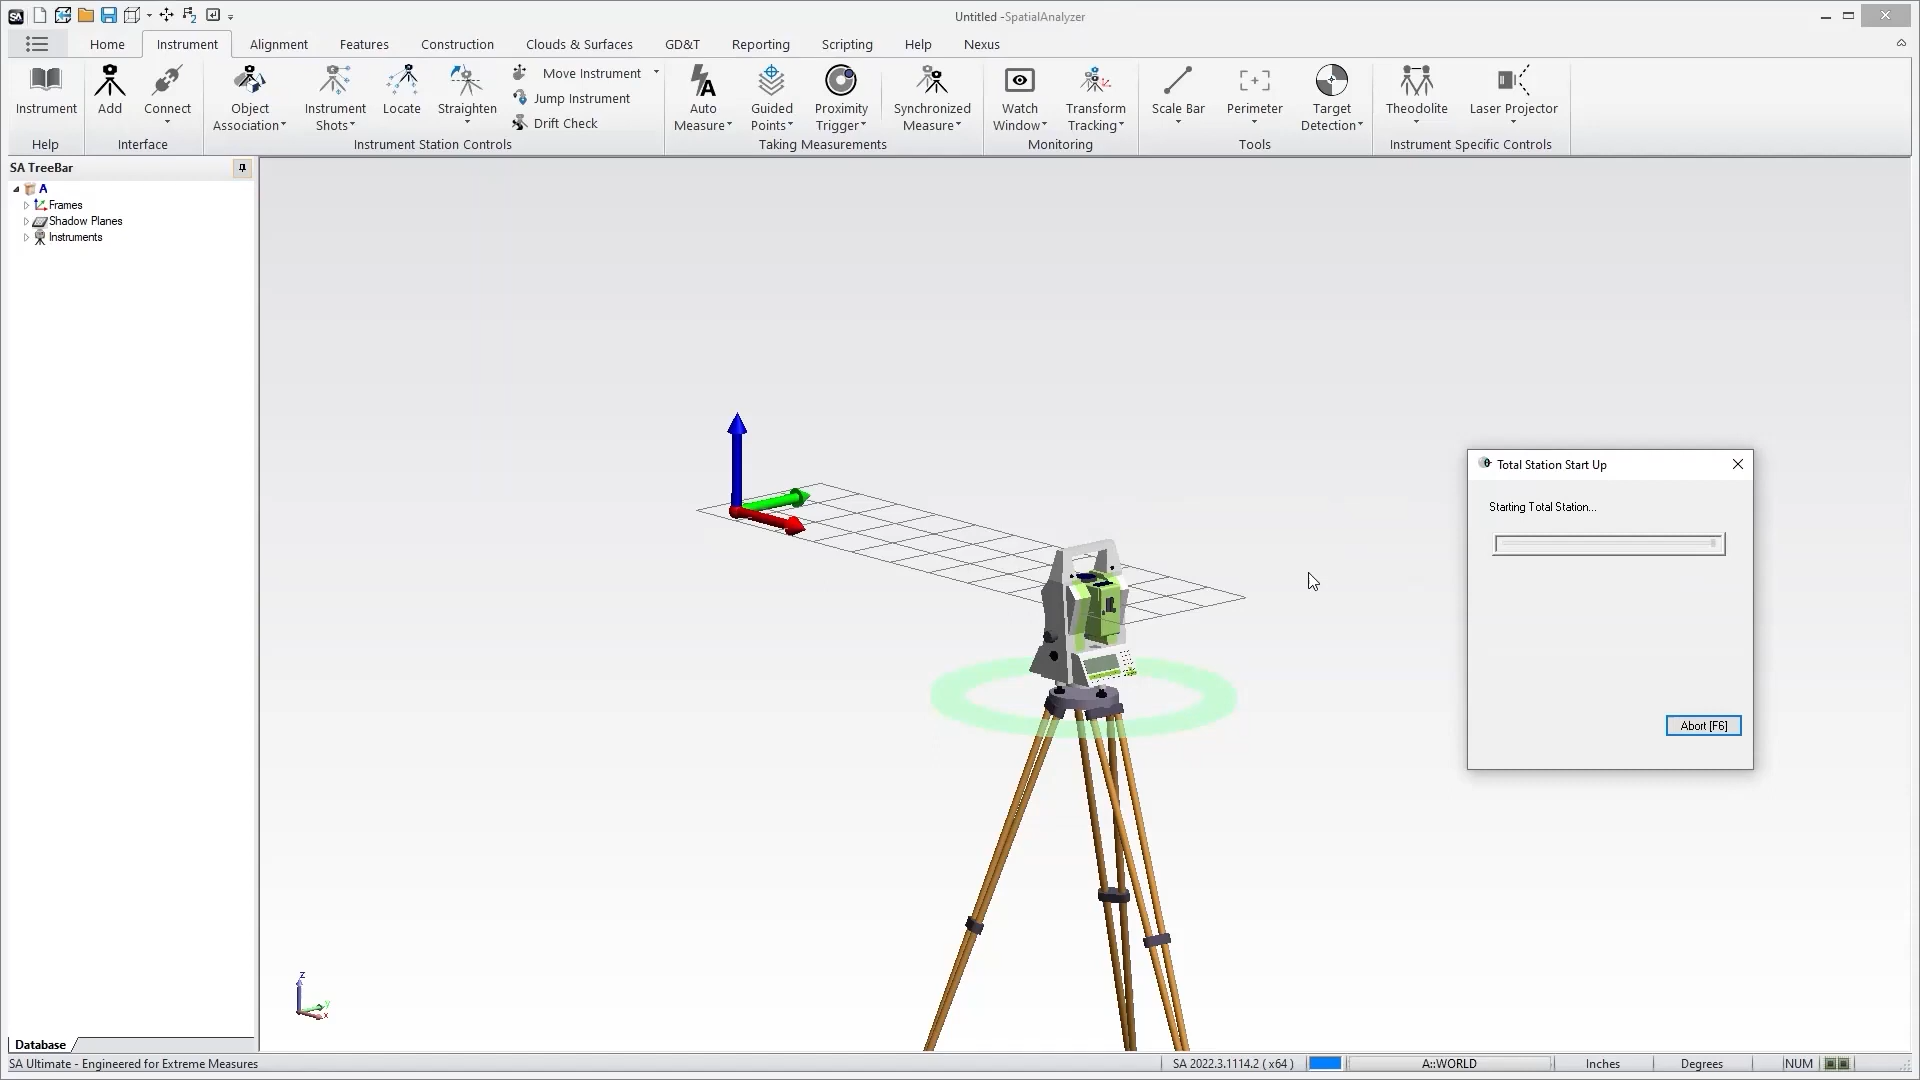 Untitled -SpatialAnalyzer
Home Instrument Alignment Features Construction Clouds & Surfaces GD&T Reporting Scripting Help Nexus
Instrument
Help
Add
Connect
Interface
Object Association
Instrument Shots
Locate
Straighten
Move Instrument
Jump Instrument
Drift Check
Instrument Station Controls
Auto Measure
Guided Points
Proximity Trigger
Synchronized Measure
Taking Measurements
Watch Window
Transform Tracking
Monitoring
Scale Bar
Perimeter
Target Detection
Tools
Theodolite
Laser Projector
Instrument Specific Controls
SA TreeBar
A
Frames
Shadow Planes
Instruments
Total Station Start Up
Starting Total Station...
Abort [F6]
z
y
x
Database
SA Ultimate - Engineered for Extreme Measures
SA 2022.3.1114.2 ( x64 )
A::WORLD
Inches
Degrees
NUM